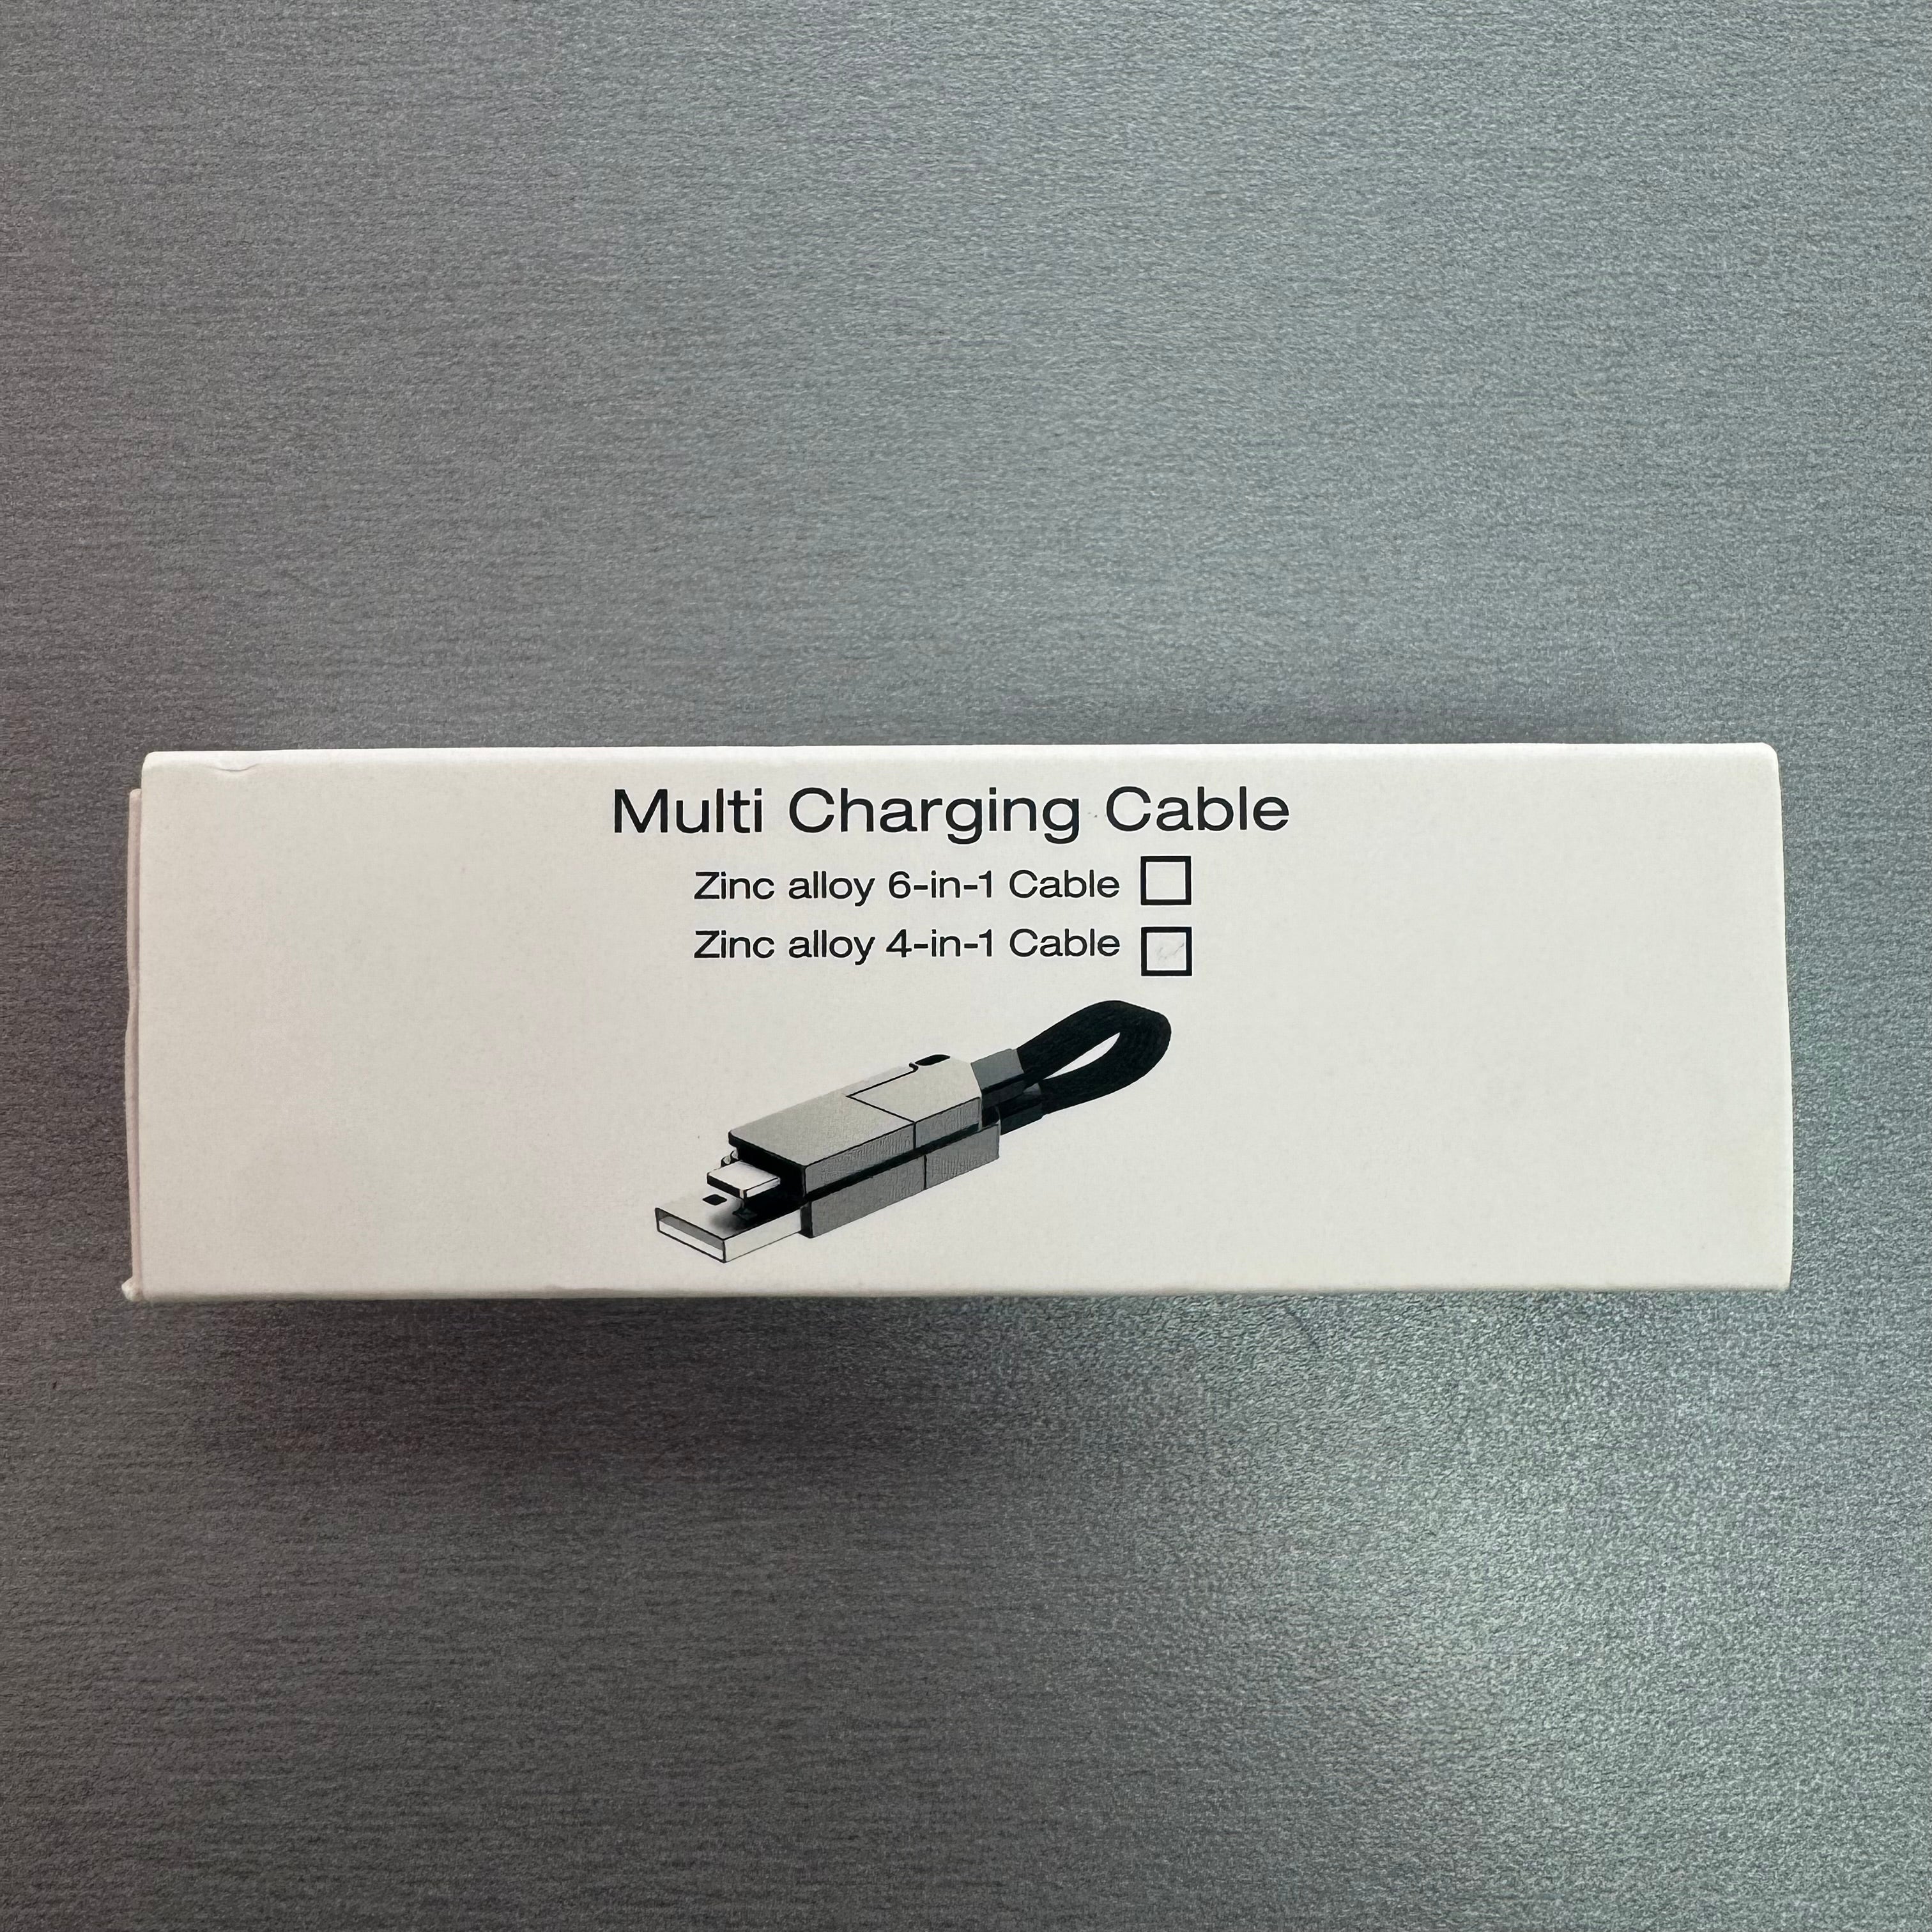 Multi Charging Cable
Zinc alloy 6-in-1 Cable
Zinc alloy 4-in-1 Cable